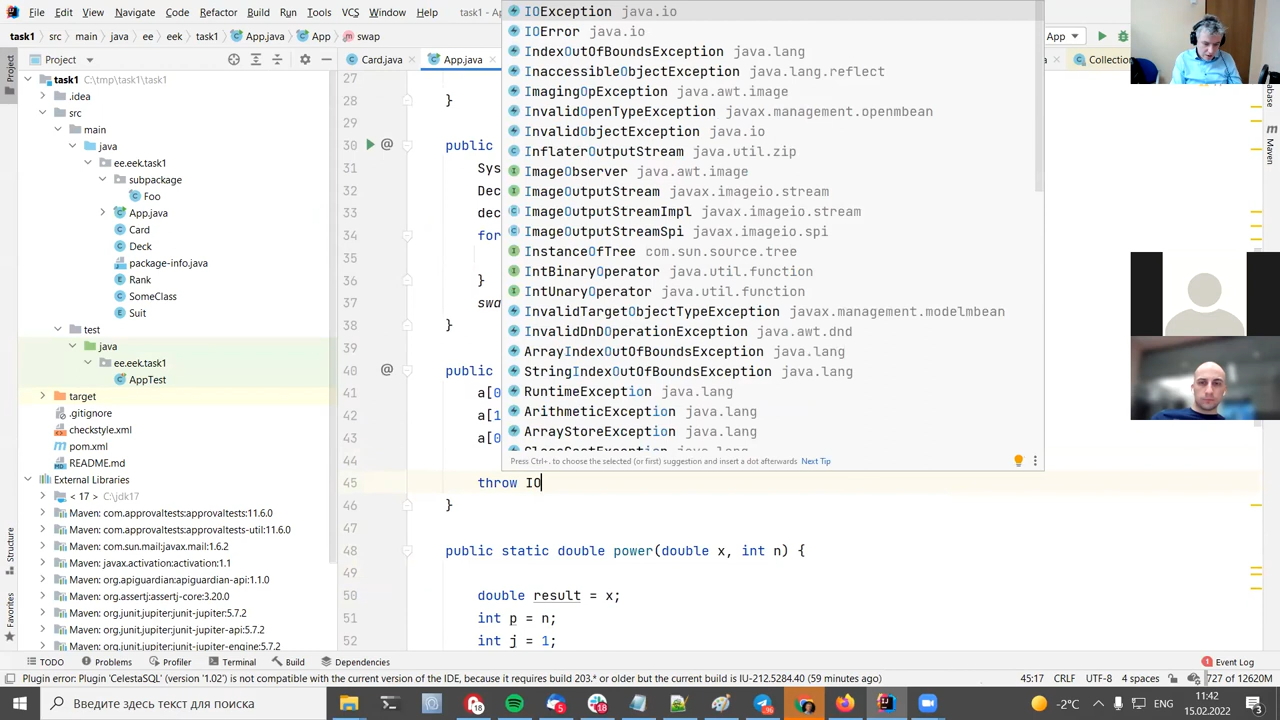 File Edit View Navigate Code Refactor Build Run Tools VCS Window Help task1 - App.java
IOException java.io
IOError java.io
IndexOutOfBoundsException java.lang
InaccessibleObjectException java.lang.reflect
ImagingOpException java.awt.image
InvalidOpenTypeException javax.management.openmbean
InvalidObjectException java.io
InflaterOutputStream java.util.zip
ImageObserver java.awt.image
ImageOutputStream javax.imageio.stream
ImageOutputStreamImpl javax.imageio.stream
ImageOutputStreamSpi javax.imageio.spi
InstanceOfTree com.sun.source.tree
IntBinaryOperator java.util.function
IntUnaryOperator java.util.function
InvalidTargetObjectTypeException javax.management.modelmbean
InvalidDnDOperationException java.awt.dnd
ArrayIndexOutOfBoundsException java.lang
StringIndexOutOfBoundsException java.lang
RuntimeException java.lang
ArithmeticException java.lang
ArrayStoreException java.lang
Press Ctrl+. to choose the selected (or first) suggestion and insert a dot afterwards Next Tip
task1 src main java ee eek task1 App.java App swap
App
Project
Card.java App.java
Collection
task1 C:\tmp\task1\task1
.idea
src
main
java
ee.eek.task1
subpackage
Foo
App.java
Card
Deck
package-info.java
Rank
SomeClass
Suit
test
java
ee.eek.task1
AppTest
target
.gitignore
checkstyle.xml
pom.xml
README.md
External Libraries
< 17 > C:\jdk17
Maven: com.approvaltests:approvaltests:11.6.0
Maven: com.approvaltests:approvaltests-util:11.6.0
Maven: com.sun.mail:javax.mail:1.6.2
Maven: javax.activation:activation:1.1
Maven: org.apiguardian:apiguardian-api:1.1.0
Maven: org.assertj:assertj-core:3.20.0
Maven: org.junit.jupiter:junit-jupiter:5.7.2
Maven: org.junit.jupiter:junit-jupiter-api:5.7.2
Maven: org.junit.jupiter:junit-jupiter-engine:5.7.2
Project
Structure
Favorites
Maven
27
28 }
29
30 public
31 Sys
32 Dec
33 dec
34 for
35
36 }
37 swa
38 }
39
40 public
41 a[0
42 a[1
43 a[0
44
45 throw IO
46 }
47
48 public static double power(double x, int n) {
49
50 double result = x;
51 int p = n;
52 int j = 1;
TODO Problems Profiler Terminal Build Dependencies Event Log
Plugin error: Plugin "CelestaSQL" (version "1.02") is not compatible with the current version of the IDE, because it requires build 203.* or older but the current build is IU-212.5284.40 (59 minutes ago) 45:17 CRLF UTF-8 4 spaces 727 of 12620M
Введите здесь текст для поиска
-2°C
11:42
15.02.2022